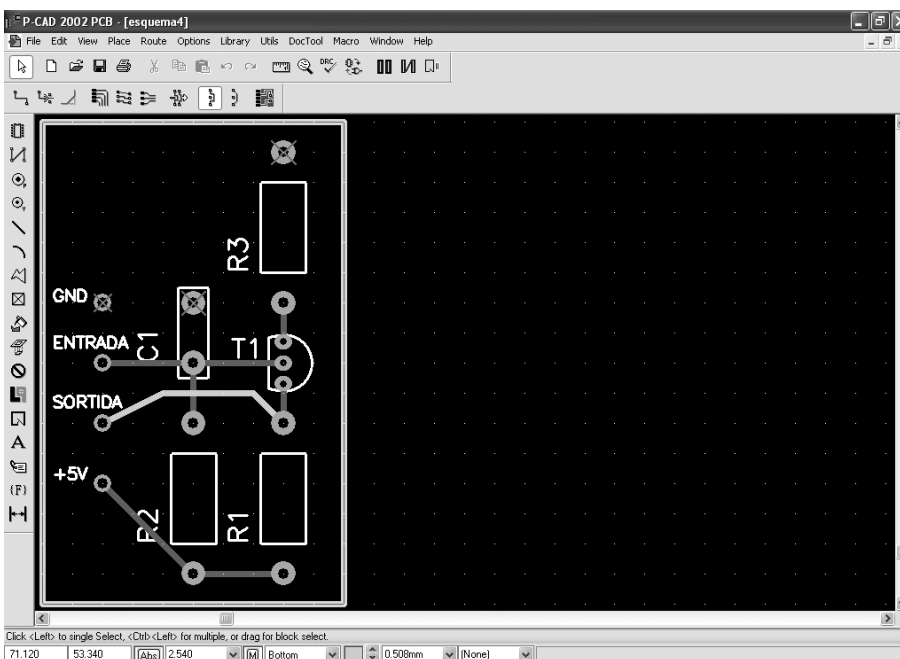 P-CAD 2002 PCB - [esquema4]
File Edit View Place Route Options Library Utils DocTool Macro Window Help
DRC
R3
GND
ENTRADA
C1
T1
SORTIDA
A
+5V
{F}
R2
R1
Click <Left> to single Select, <Ctrl><Left> for multiple, or drag for block select.
71.120 53.340 Abs 2.540 M Bottom 0.508mm (None)